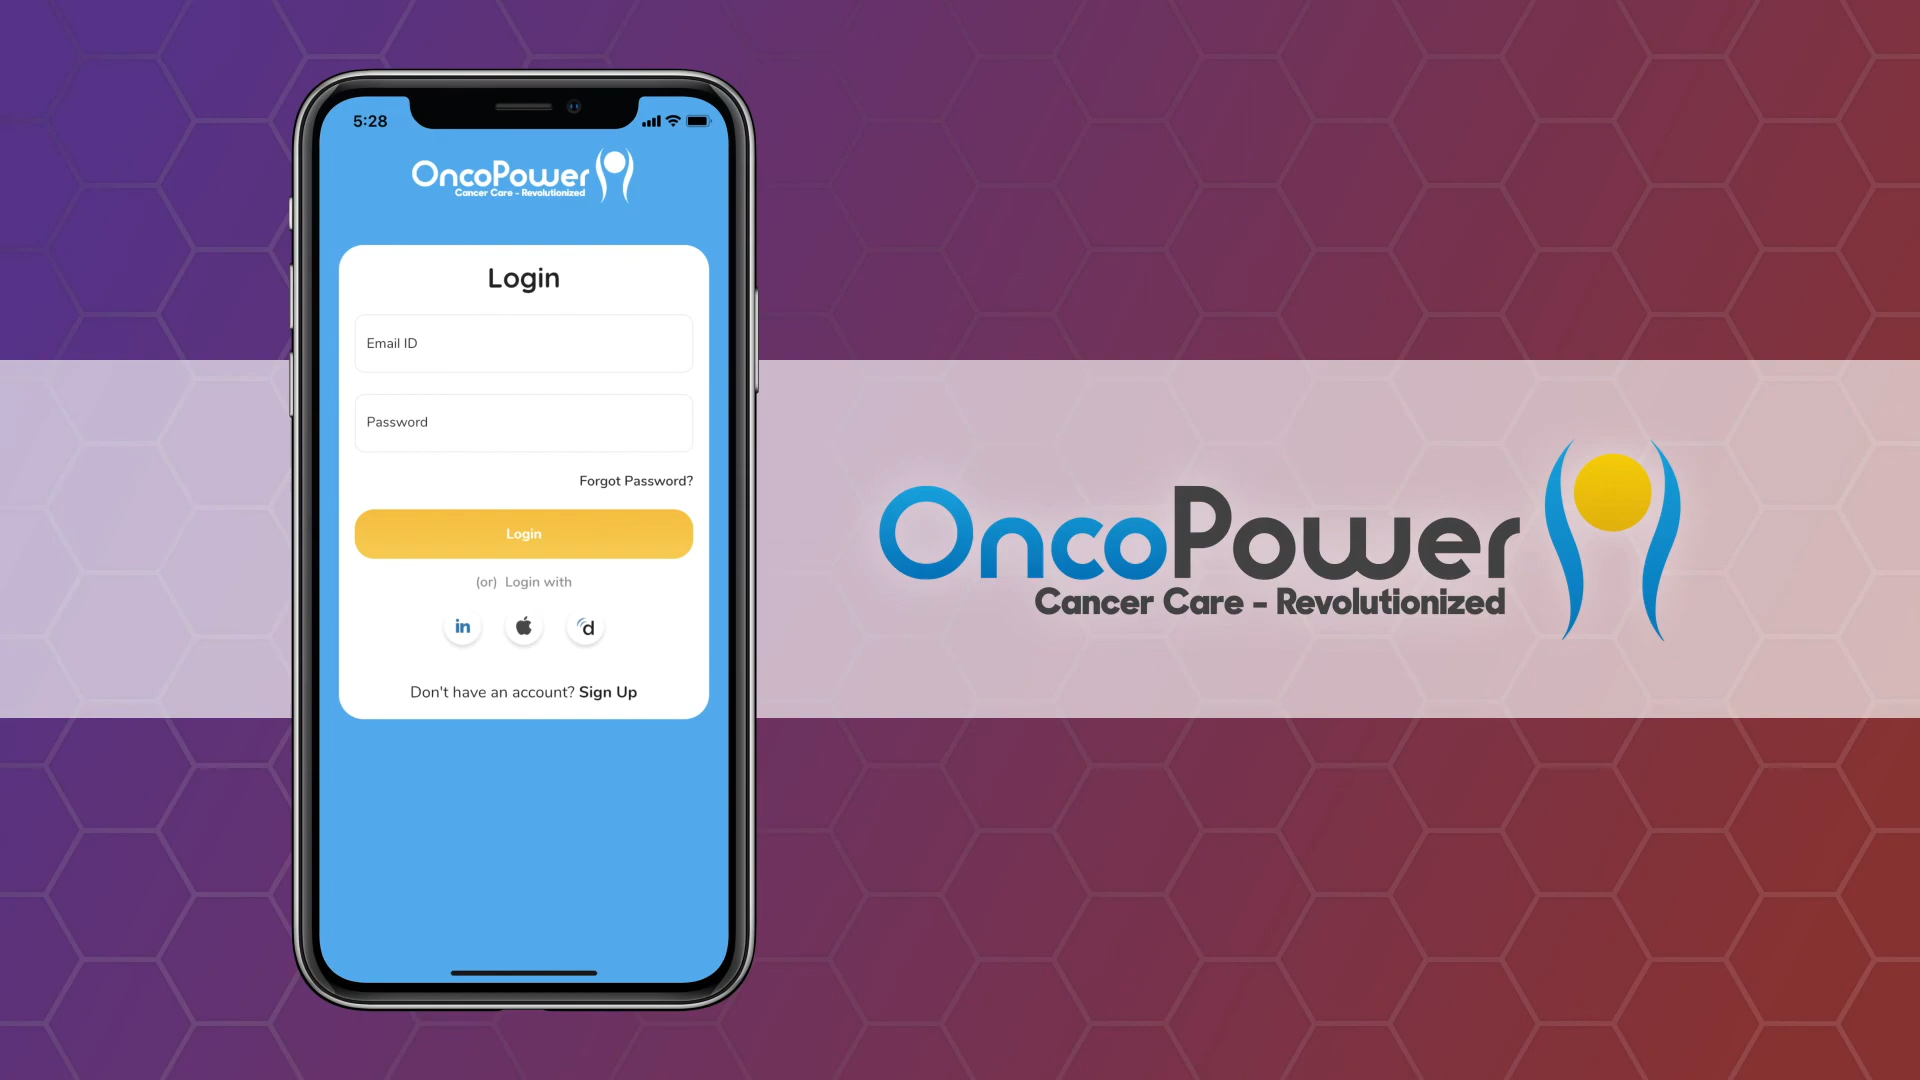 5:28
OncoPower
Cancer Care - Revolutionized
Login
Email ID
Password
Forgot Password?
Login
(or) Login with
in
d
Don't have an account? Sign Up
OncoPower
Cancer Care - Revolutionized